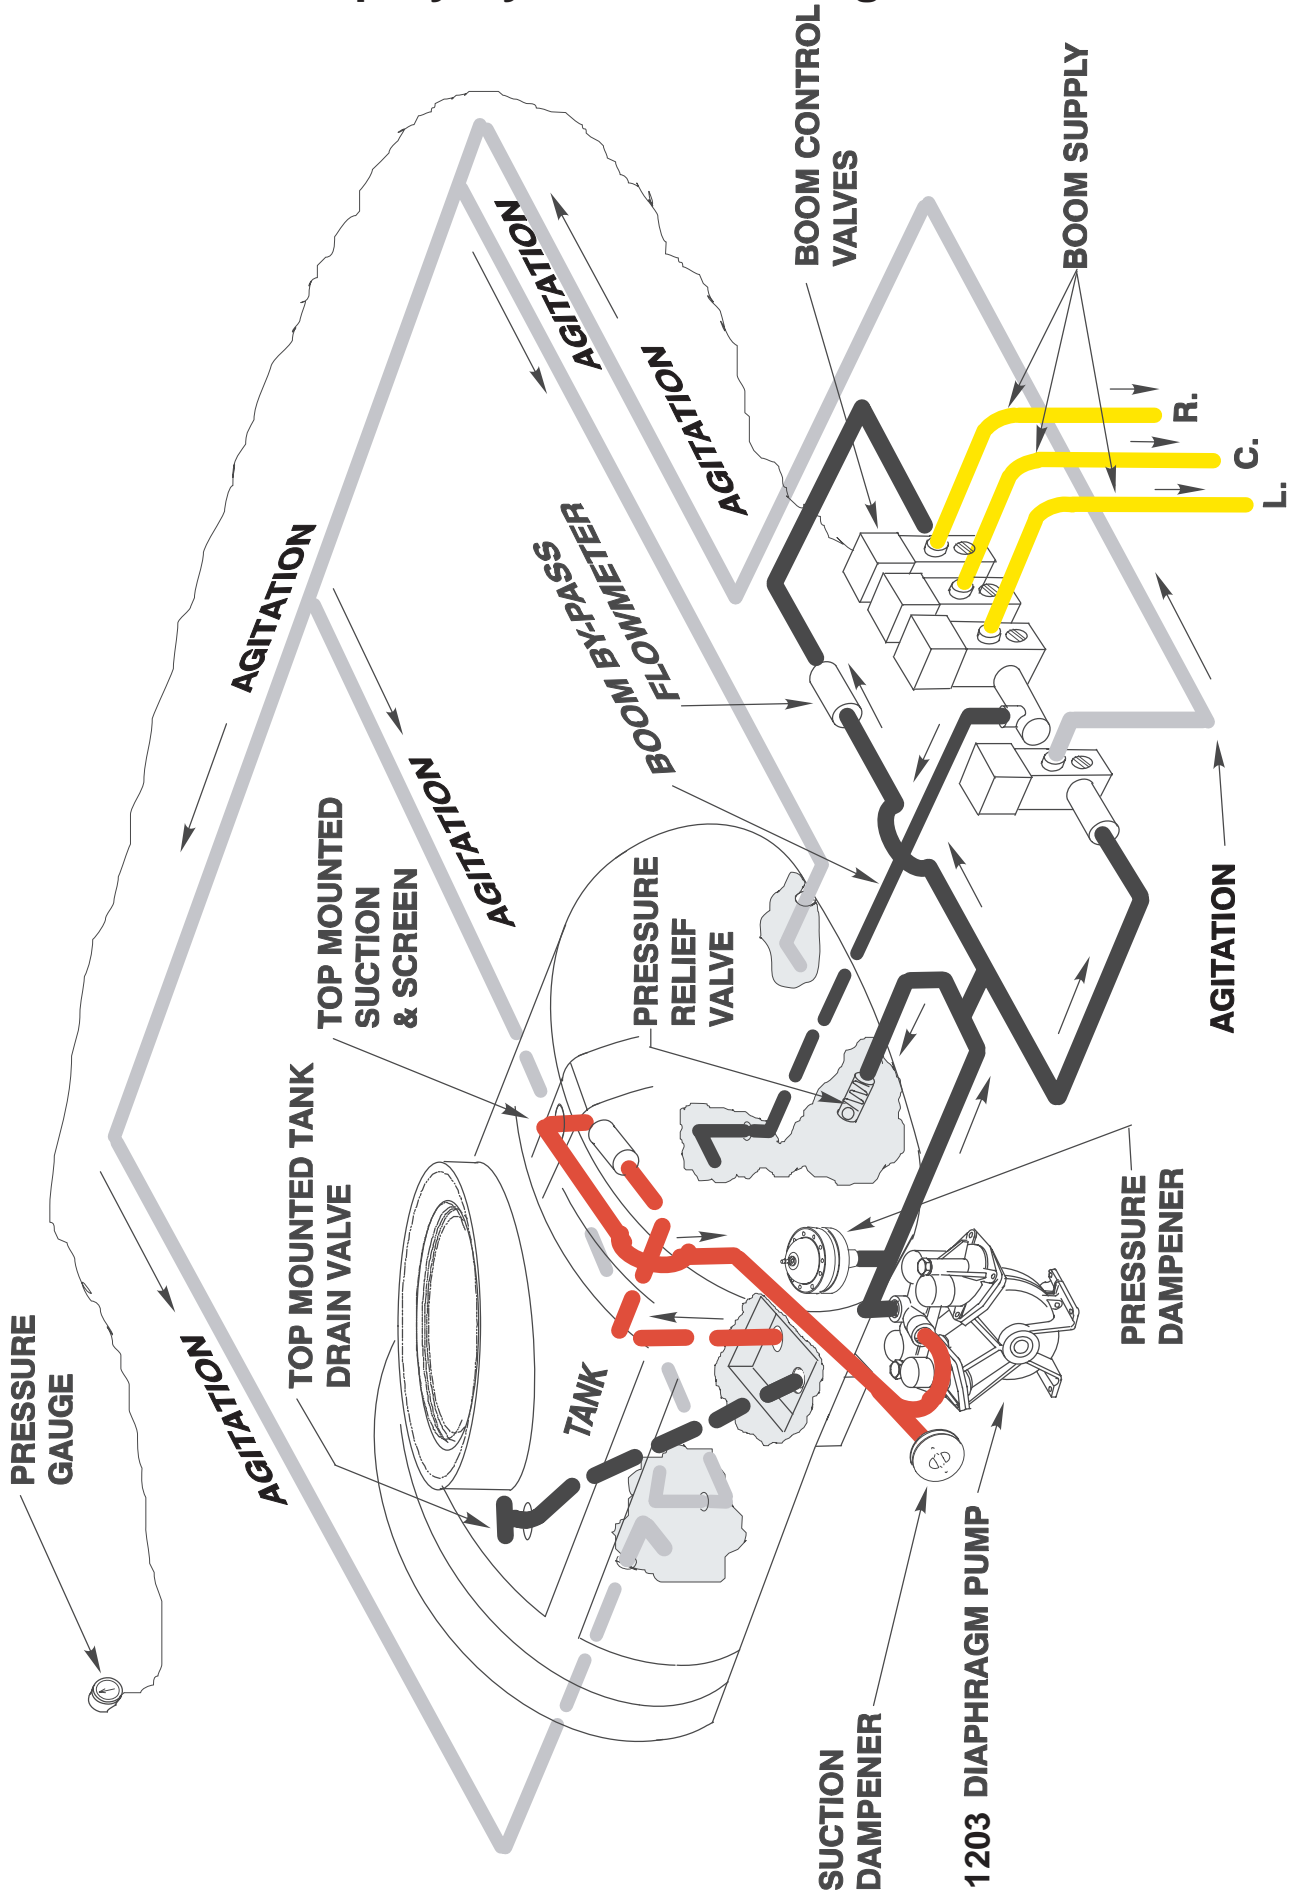 PRESSURE
GAUGE
AGITATION
TOP MOUNTED TANK
DRAIN VALVE
TOP MOUNTED
SUCTION
& SCREEN
AGITATION
AGITATION
AGITATION
AGITATION
BOOM BY-PASS
FLOWMETER
BOOM CONTROL
VALVES
BOOM SUPPLY
R.
C.
L.
PRESSURE
RELIEF
VALVE
TANK
AGITATION
PRESSURE
DAMPENER
SUCTION
DAMPENER
1203 DIAPHRAGM PUMP